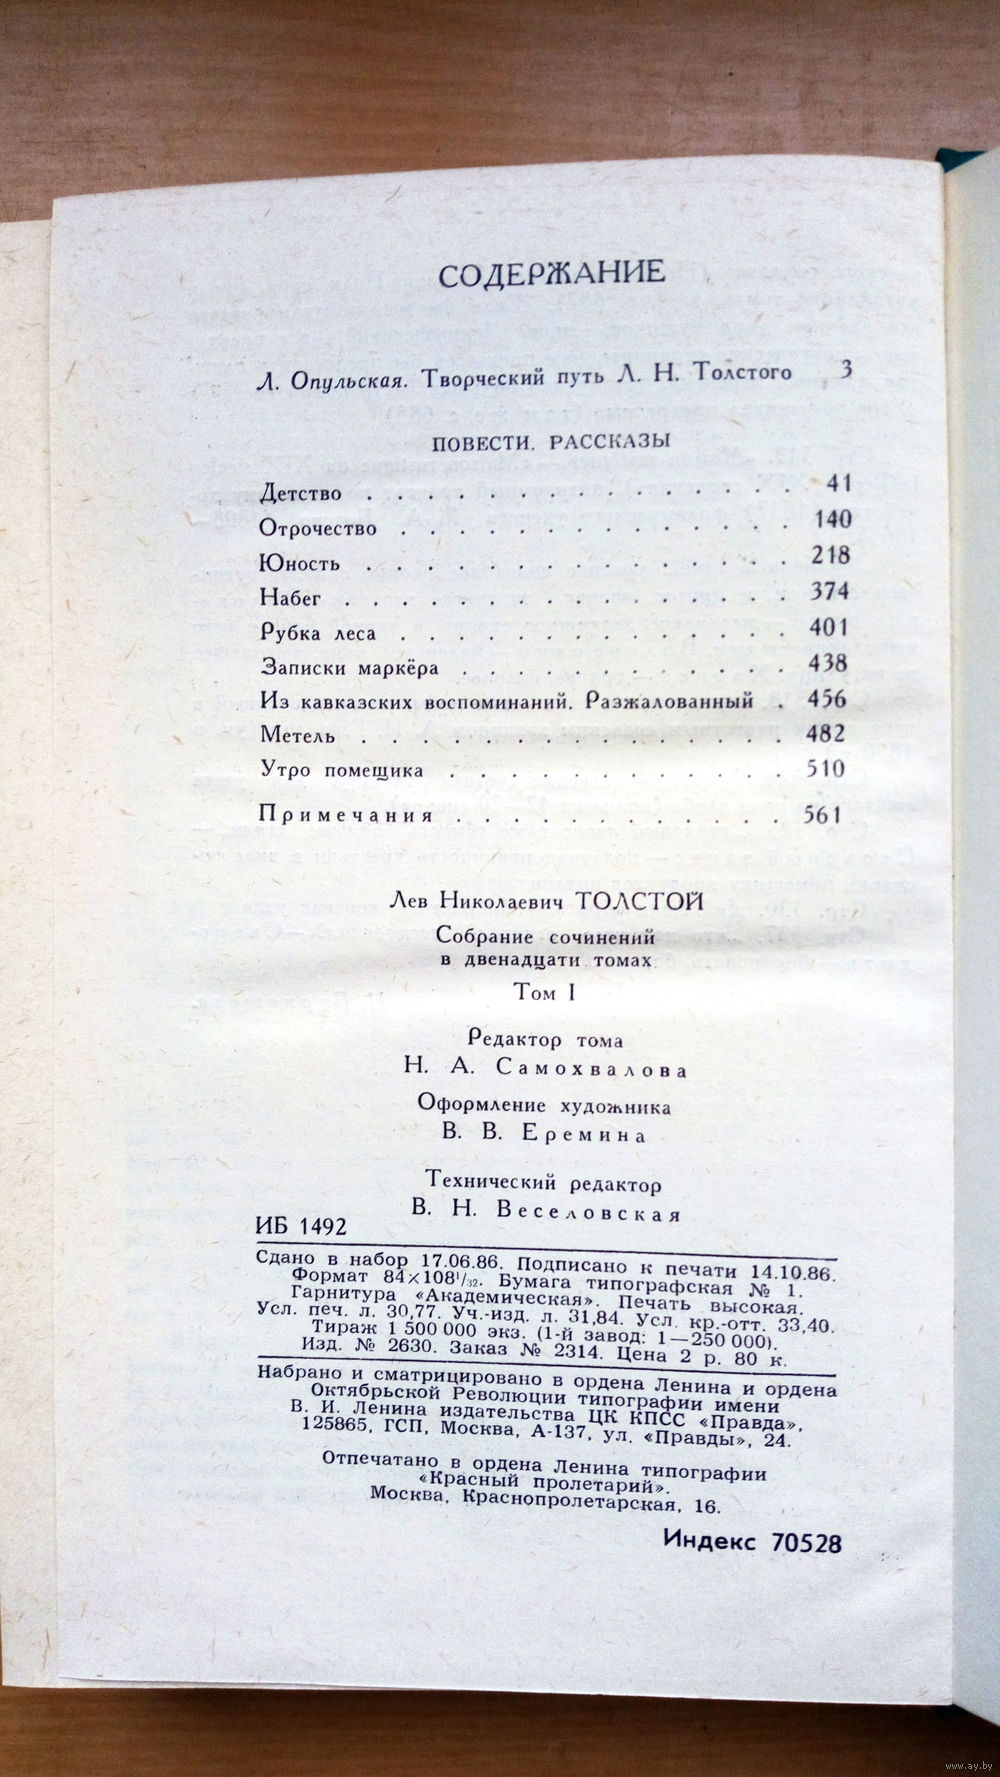 СОДЕРЖАНИЕ
Л. Опульская. Творческий путь Л. Н. Толстого 3
ПОВЕСТИ. РАССКАЗЫ
Детство . . . . . . . . . . . . . . 41
Отрочество . . . . . . . . . . . . . 140
Юность . . . . . . . . . . . . . . 218
Набег . . . . . . . . . . . . . . . 374
Рубка леса . . . . . . . . . . . . . 401
Записки маркёра . . . . . . . . . . . 438
Из кавказских воспоминаний. Разжалованный . 456
Метель . . . . . . . . . . . . . . 482
Утро помещика . . . . . . . . . . . 510
Примечания . . . . . . . . . . . 561
Лев Николаевич ТОЛСТОЙ
Собрание сочинений
в двенадцати томах
Том I
Редактор тома
Н. А. Самохвалова
Оформление художника
В. В. Еремина
Технический редактор
В. Н. Веселовская
ИБ 1492
Сдано в набор 17.06.86. Подписано к печати 14.10.86.
Формат 84×108¹/₃₂. Бумага типографская № 1.
Гарнитура «Академическая». Печать высокая.
Усл. печ. л. 30,77. Уч.-изд. л. 31,84. Усл. кр.-отт. 33,40.
Тираж 1 500 000 экз. (1-й завод: 1—250 000).
Изд. № 2630. Заказ № 2314. Цена 2 р. 80 к.
Набрано и сматрицировано в ордена Ленина и ордена
Октябрьской Революции типографии имени
В. И. Ленина издательства ЦК КПСС «Правда»,
125865, ГСП, Москва, А-137, ул. «Правды», 24.
Отпечатано в ордена Ленина типографии
«Красный пролетарий».
Москва, Краснопролетарская, 16.
Индекс 70528
www.ay.by